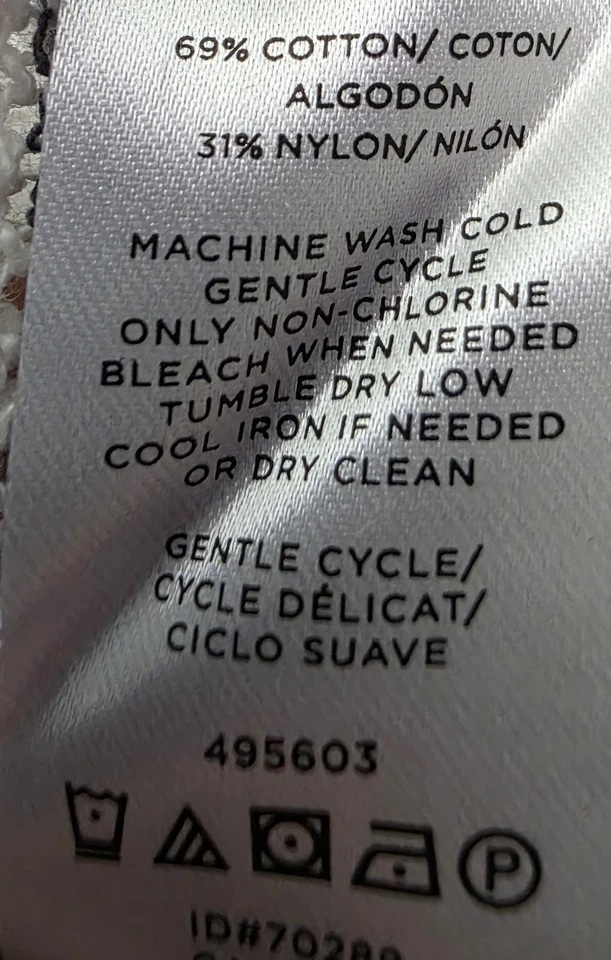 69% COTTON/ COTON/
ALGODÓN
31% NYLON/ NILÓN
MACHINE WASH COLD
GENTLE CYCLE
ONLY NON-CHLORINE
BLEACH WHEN NEEDED
TUMBLE DRY LOW
COOL IRON IF NEEDED
OR DRY CLEAN
GENTLE CYCLE/
CYCLE DÉLICAT/
CICLO SUAVE
495603
P